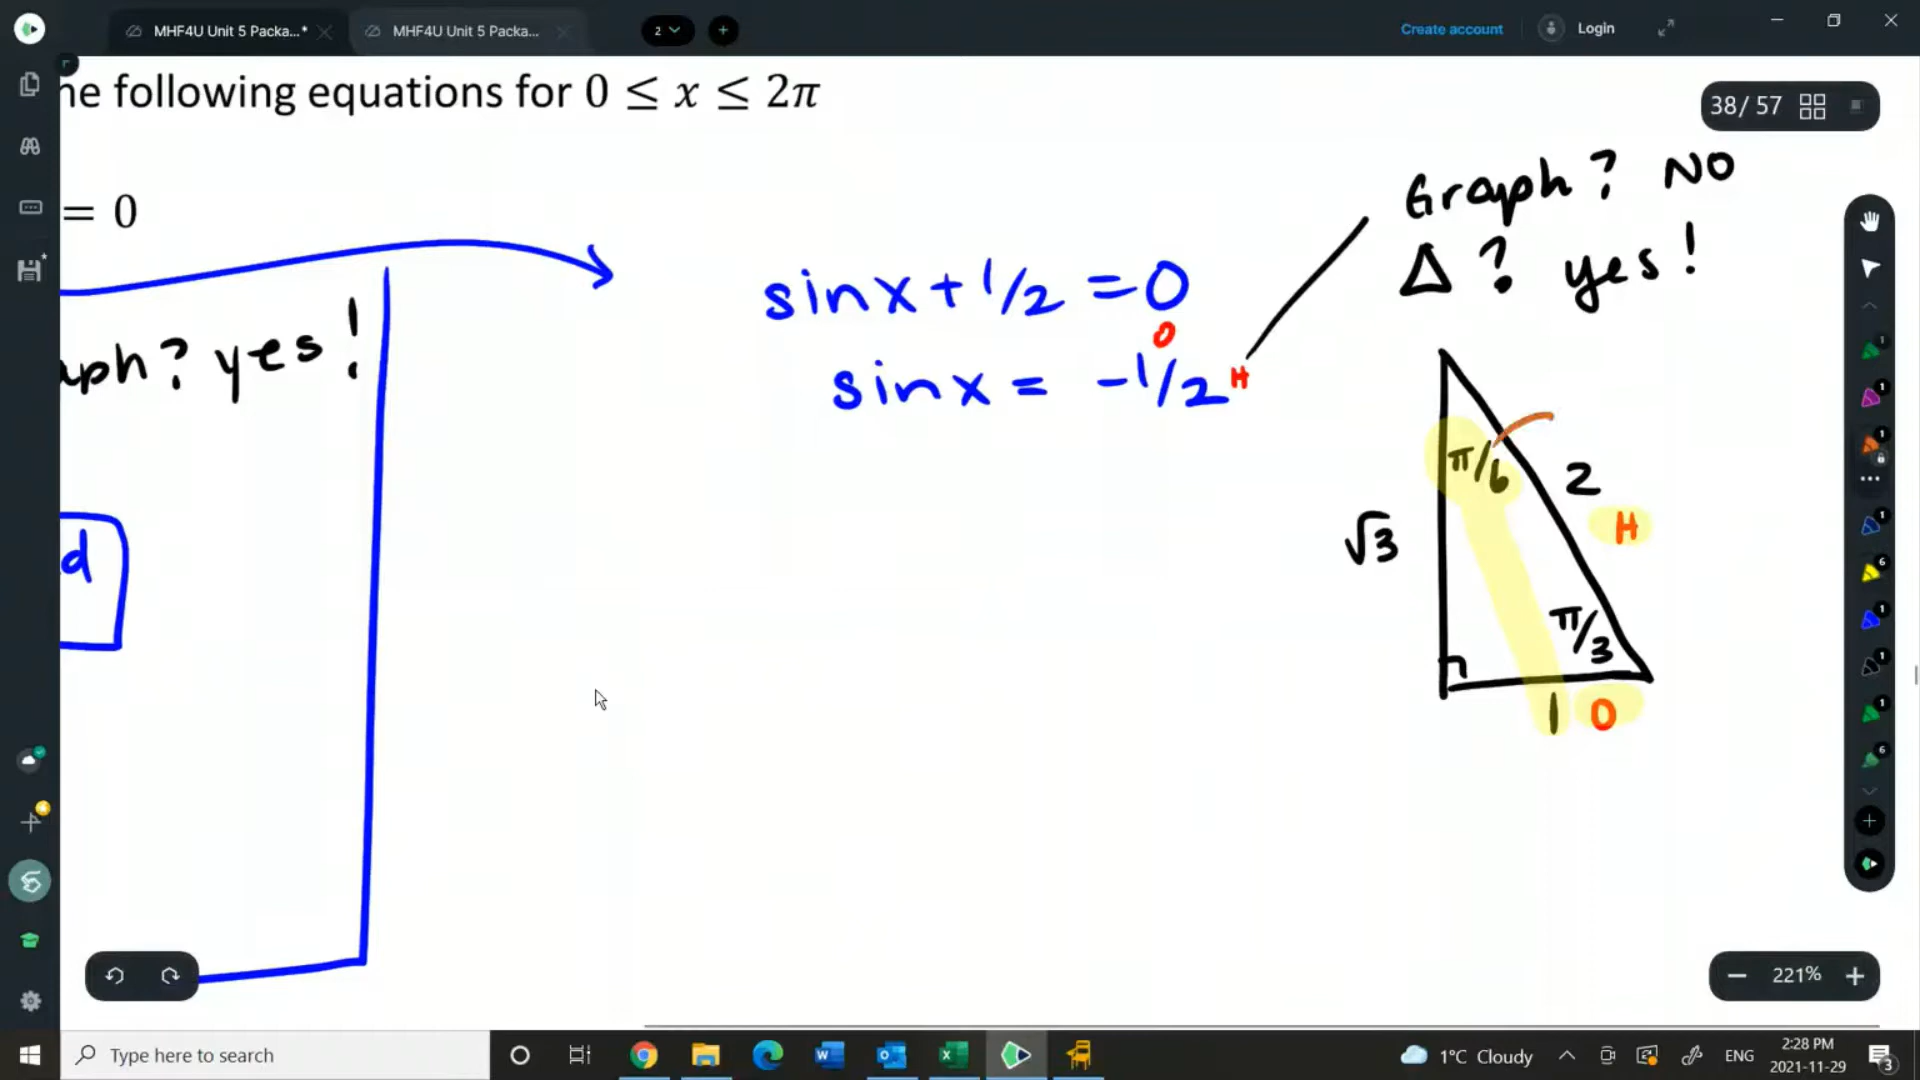 MHF4U Unit 5 Packa...*
MHF4U Unit 5 Packa...
2
Create account
Login
he following equations for 0 ≤ x ≤ 2π
38/ 57
= 0
Graph? NO
Δ? yes!
sinx + 1/2 = 0
aph? yes!
O
sinx = -1/2 H
π/6
2
√3
H
d
π/3
1 O
221%
Type here to search
1°C Cloudy
ENG
2:28 PM
2021-11-29
3